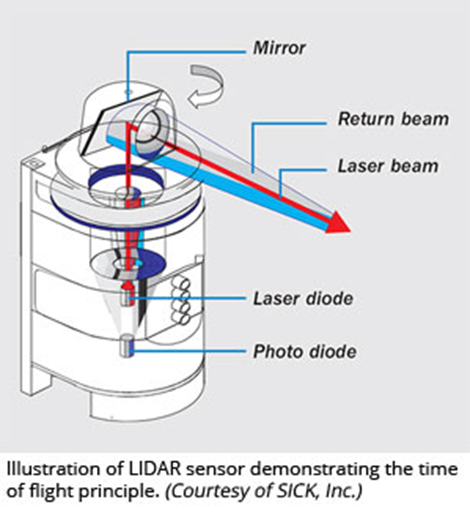 Mirror
Return beam
Laser beam
Laser diode
Photo diode
Illustration of LIDAR sensor demonstrating the time
of flight principle. (Courtesy of SICK, Inc.)